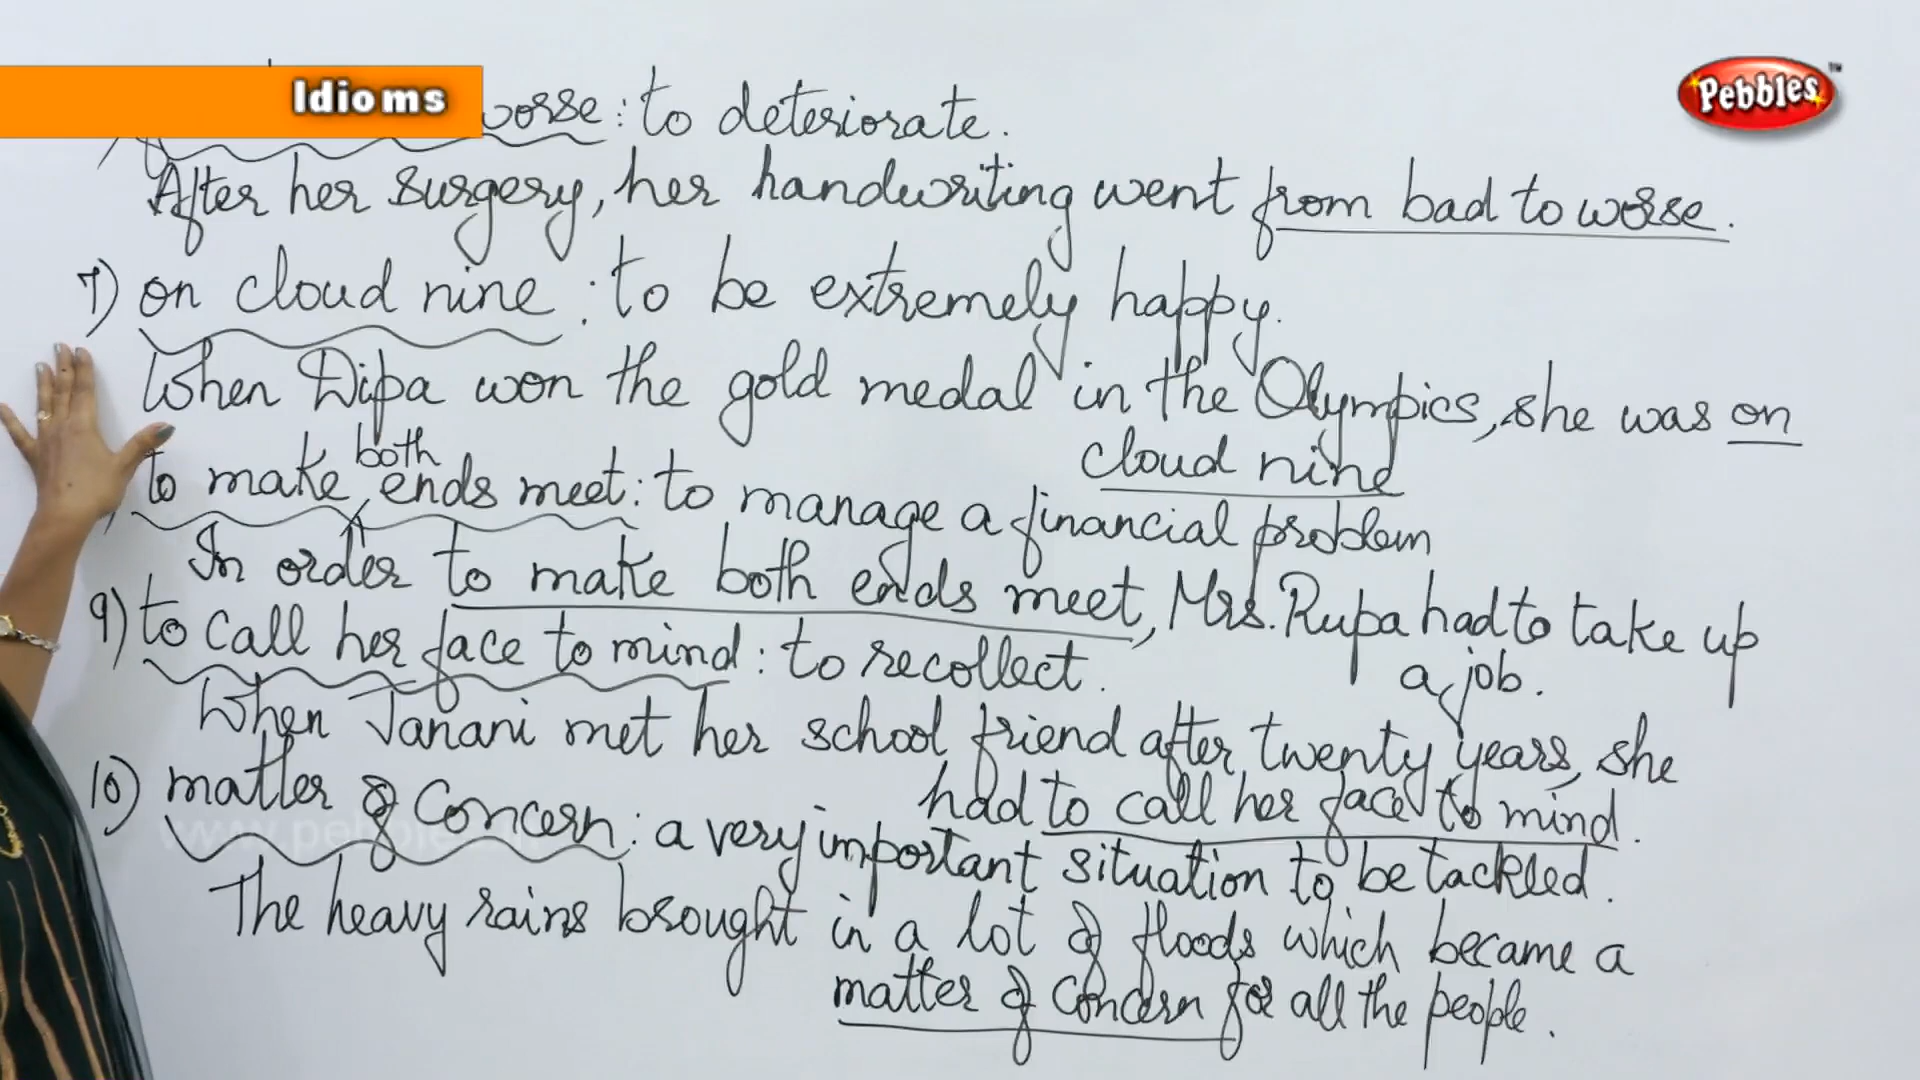 Idioms
Pebbles™
worse : to deteriorate.
After her surgery, her handwriting went from bad to worse.
7) on cloud nine : to be extremely happy.
When Dipa won the gold medal in the Olympics, she was on
cloud nine
both
to make ends meet : to manage a financial problem
In order to make both ends meet, Mrs. Rupa had to take up
a job.
9) to call her face to mind : to recollect.
When Janani met her school friend after twenty years, she
had to call her face to mind.
10) matter of concern : a very important situation to be tackled.
The heavy rains brought in a lot of floods which became a
matter of concern for all the people.